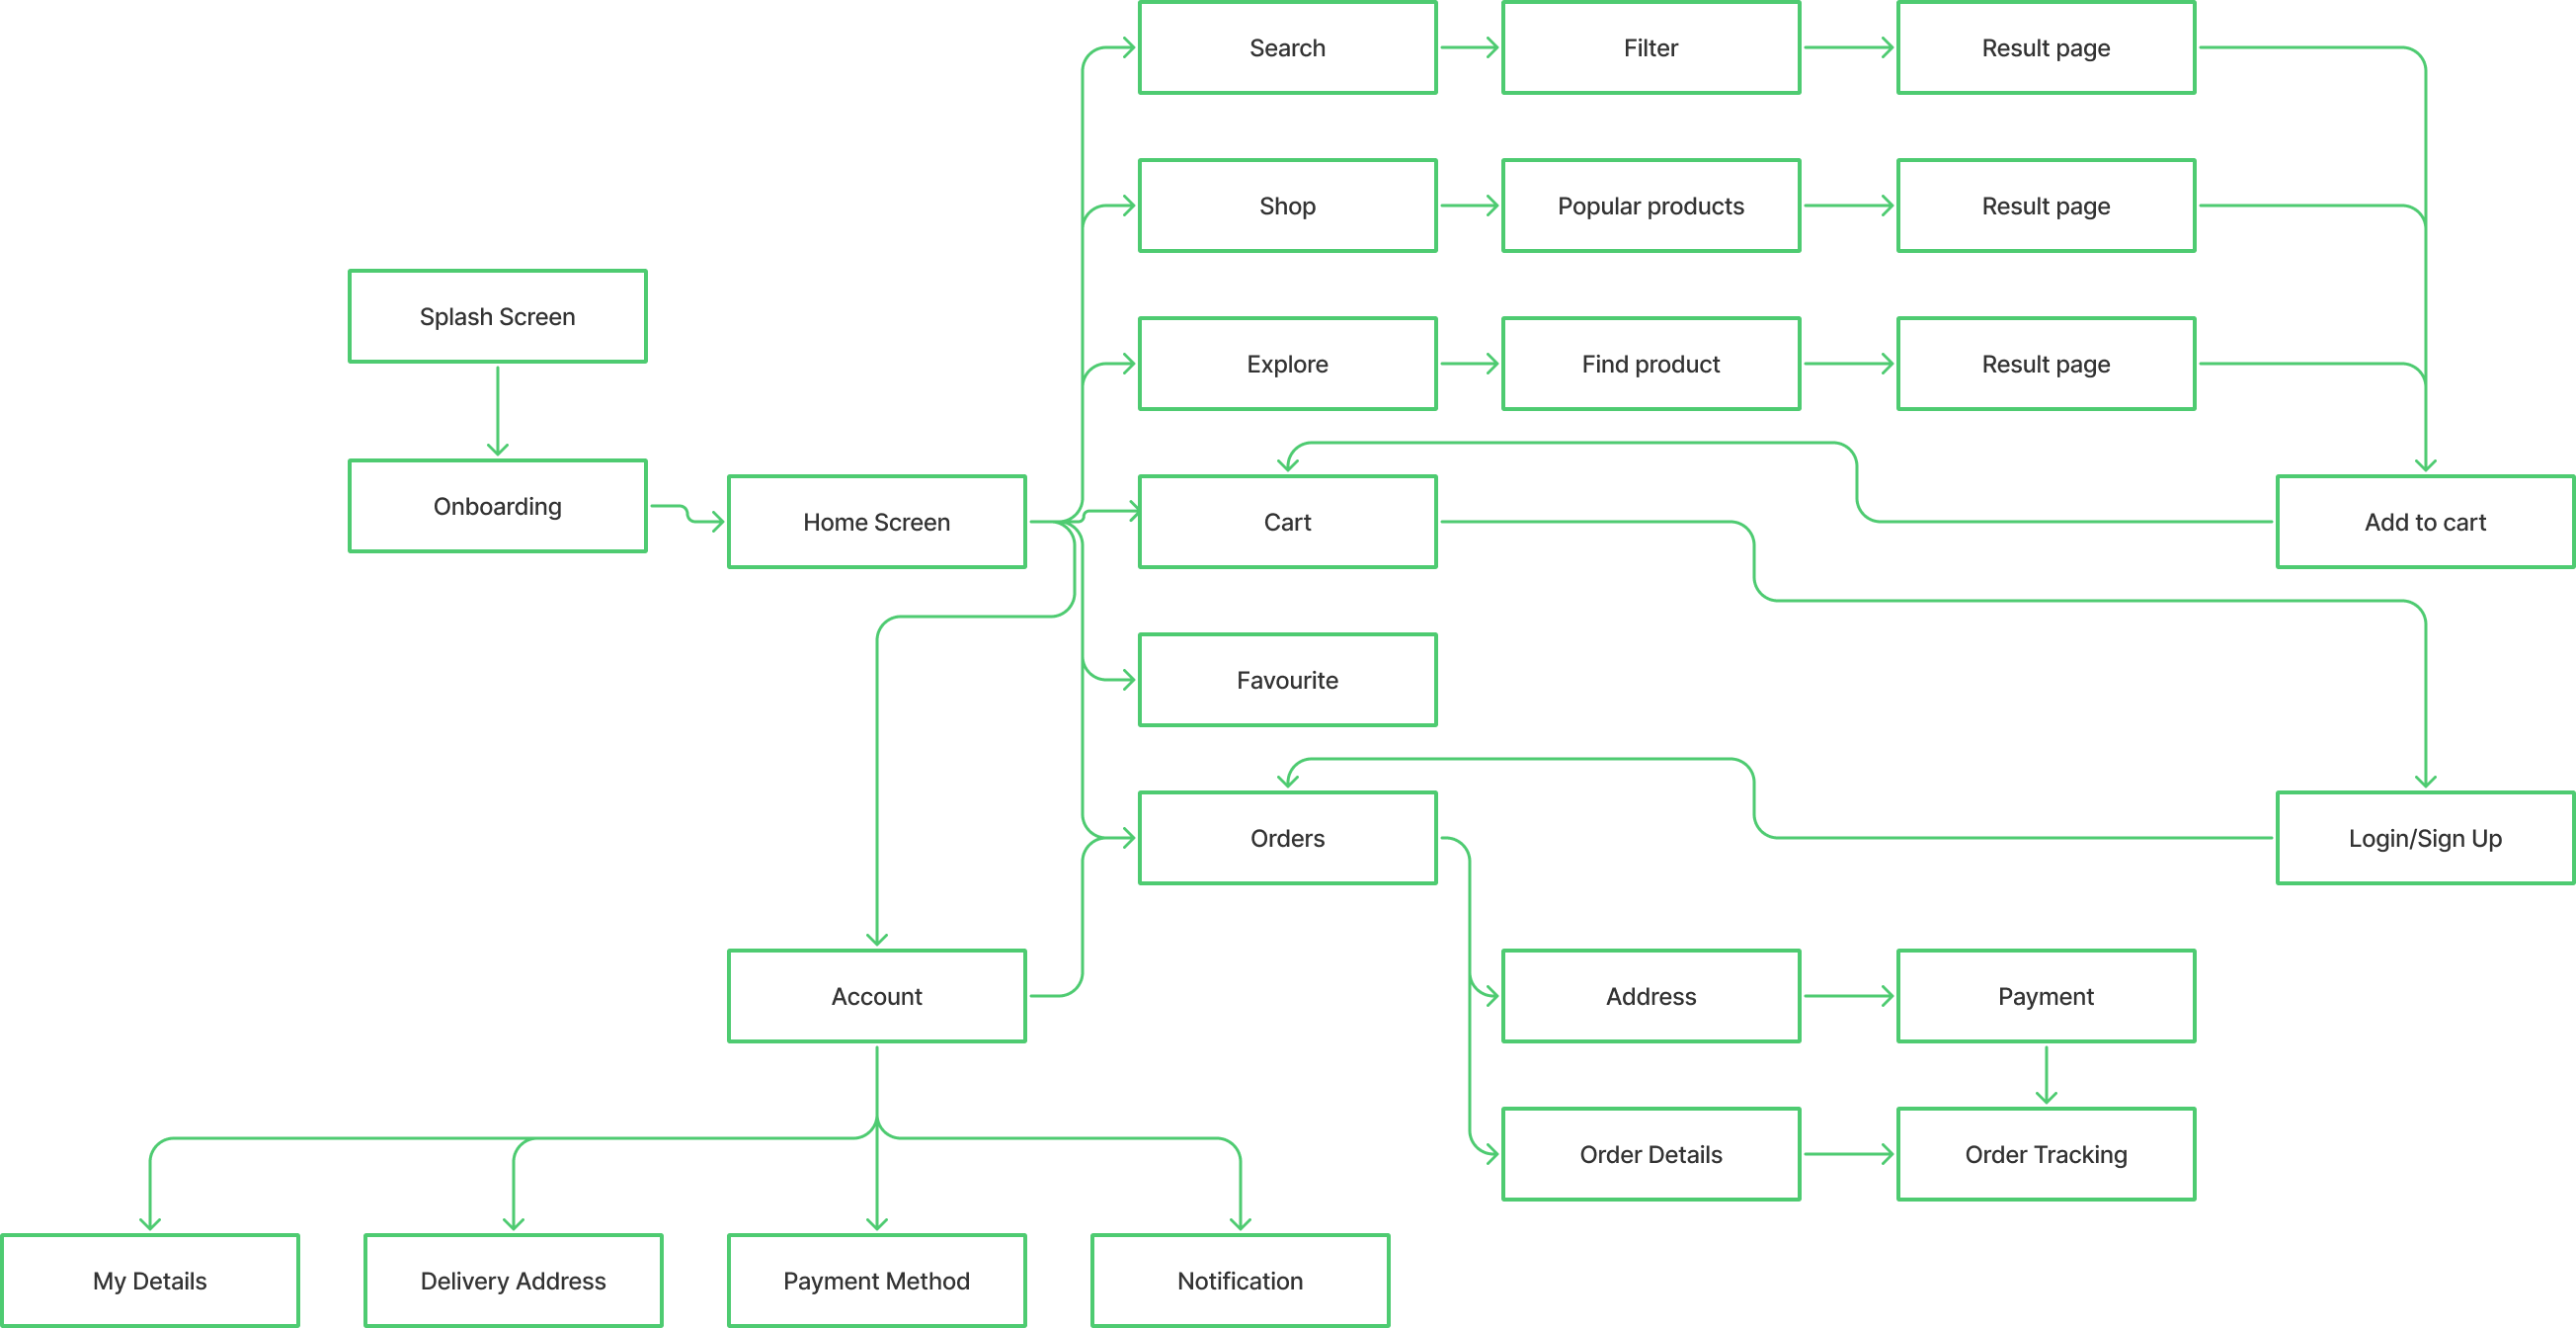 Search
Filter
Result page
Shop
Popular products
Result page
Splash Screen
Explore
Find product
Result page
Onboarding
Home Screen
Cart
Add to cart
Favourite
Orders
Login/Sign Up
Account
Address
Payment
Order Details
Order Tracking
My Details
Delivery Address
Payment Method
Notification